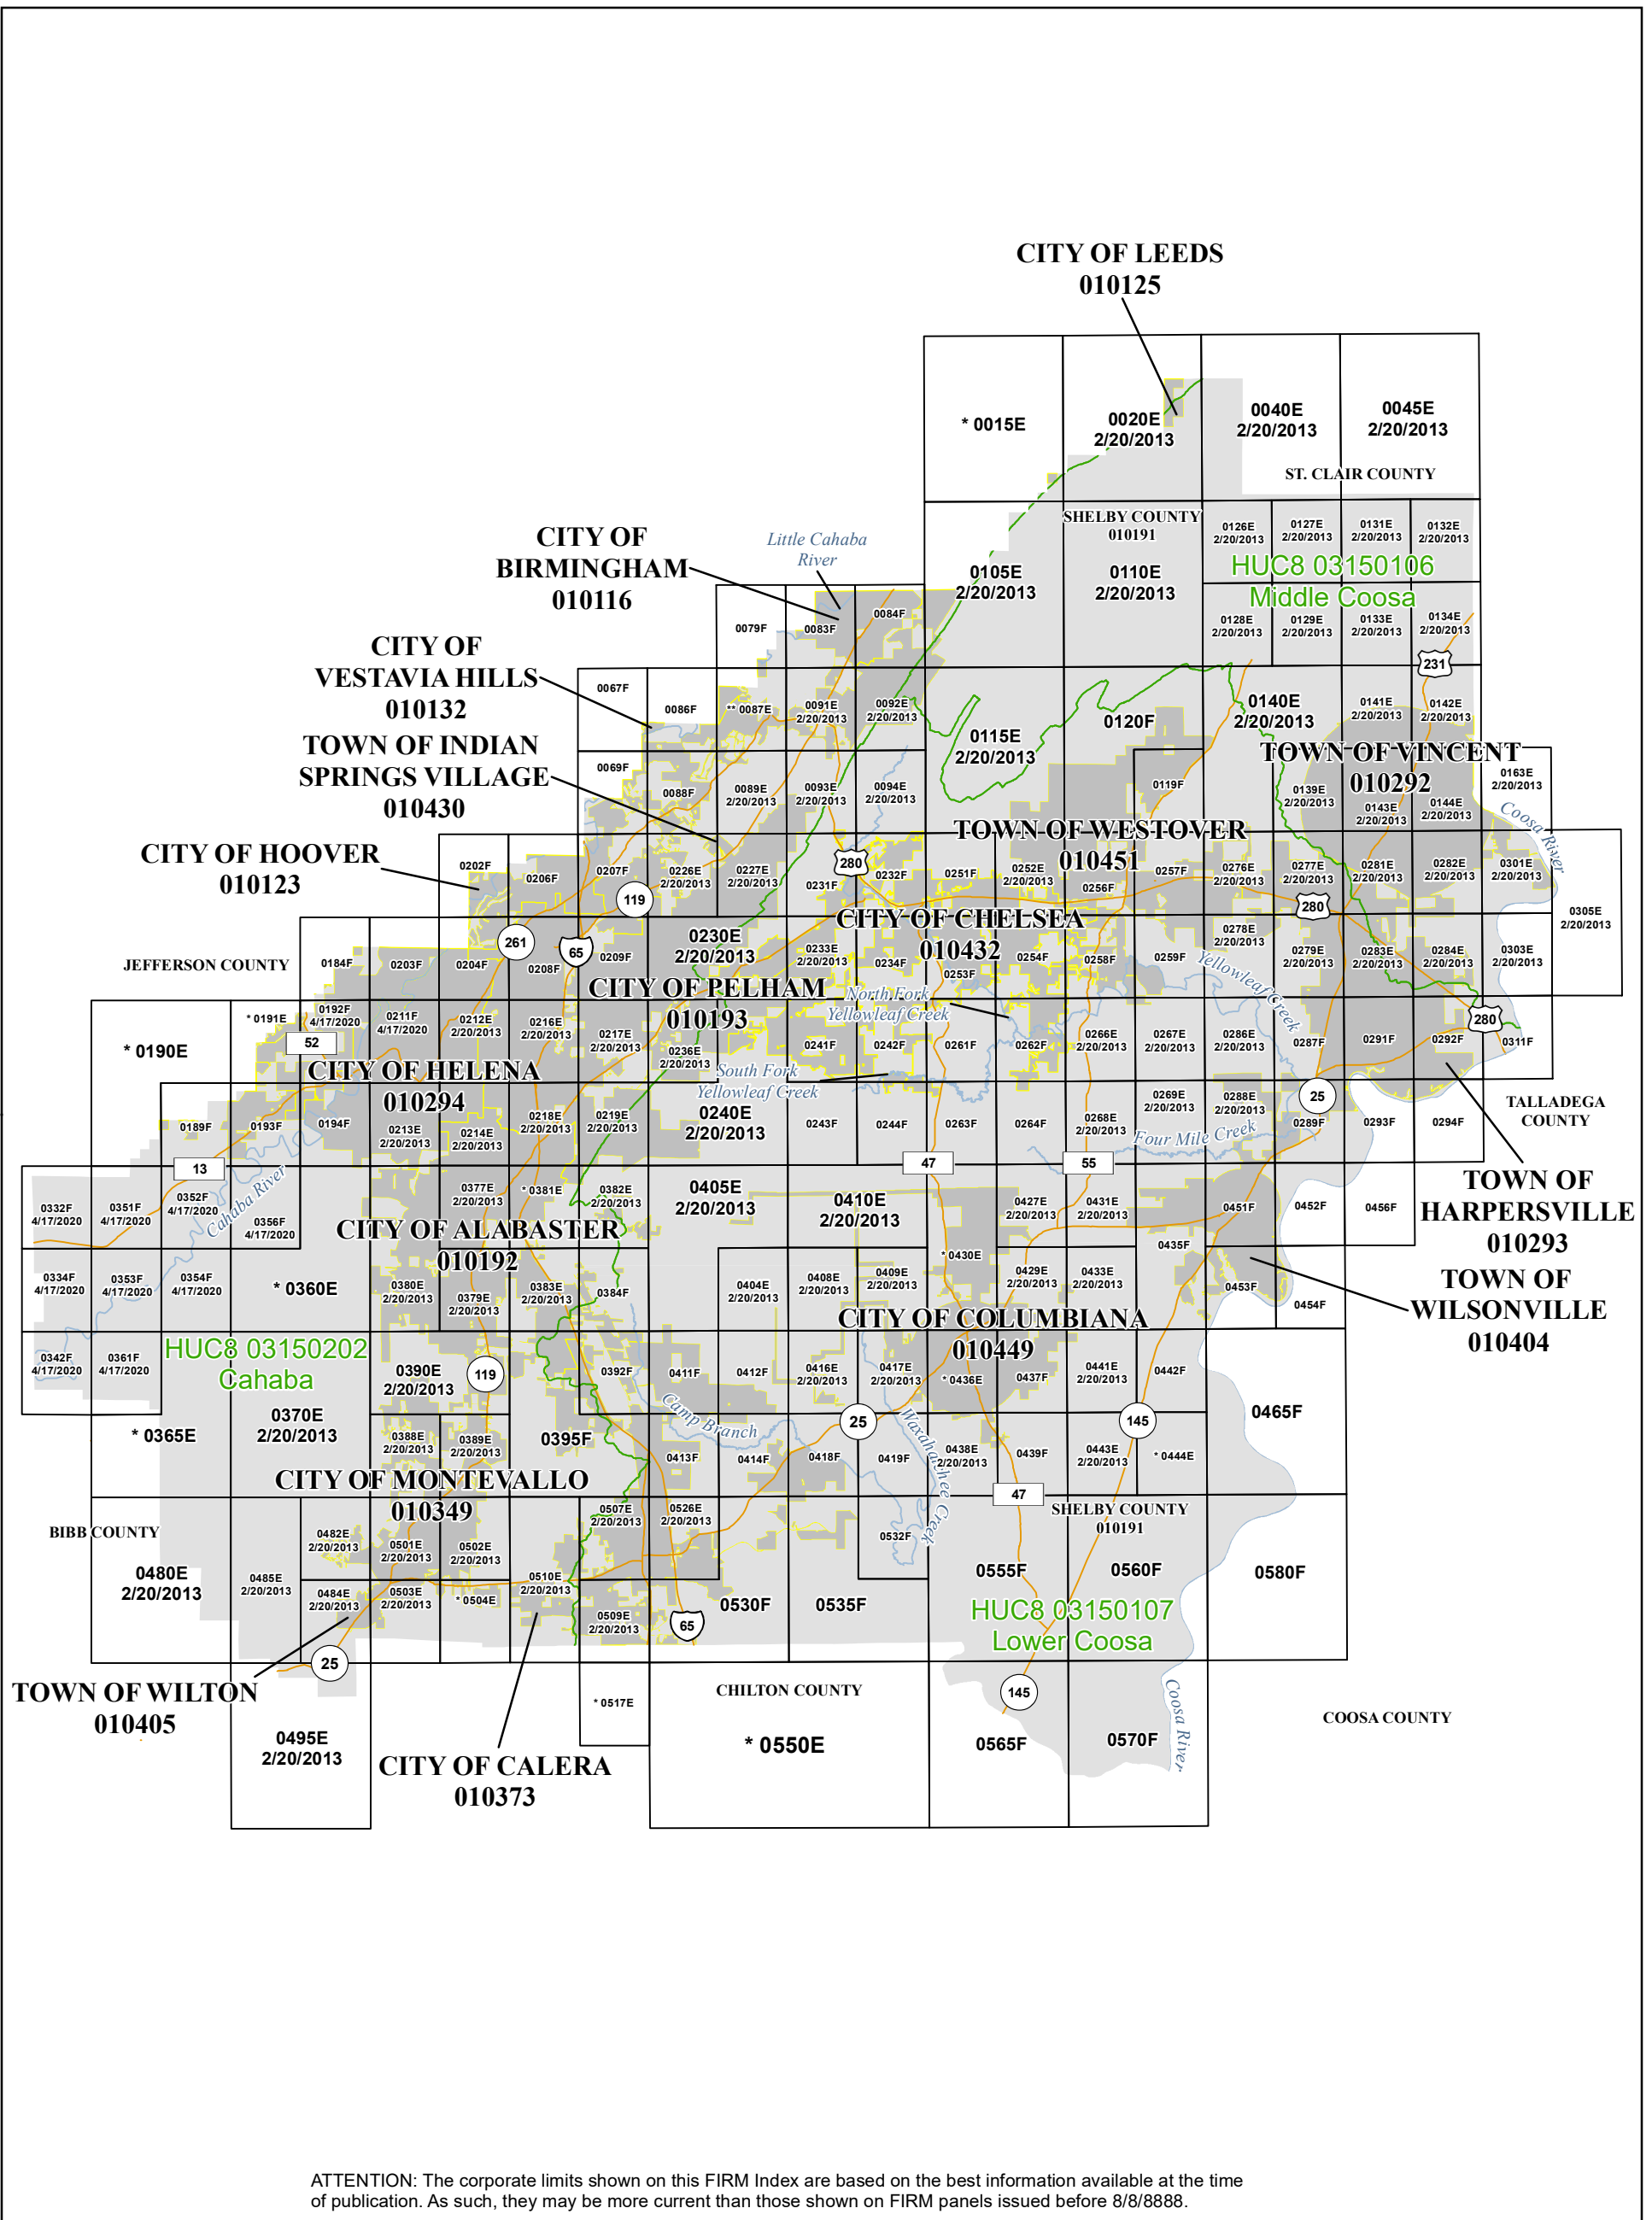 CITY OF LEEDS
010125
* 0015E
0020E
2/20/2013
0040E
2/20/2013
0045E
2/20/2013
ST. CLAIR COUNTY
SHELBY COUNTY
010191
0105E
2/20/2013
0110E
2/20/2013
0126E
2/20/2013
0127E
2/20/2013
0131E
2/20/2013
0132E
2/20/2013
HUC8 03150106
Middle Coosa
0128E
2/20/2013
0129E
2/20/2013
0133E
2/20/2013
0134E
2/20/2013
231
CITY OF
BIRMINGHAM
010116
Little Cahaba
River
0079F
0083F
0084F
CITY OF
VESTAVIA HILLS
010132
0067F
0086F
** 0087E
0091E
2/20/2013
0092E
2/20/2013
0115E
2/20/2013
0120F
0140E
2/20/2013
0141E
2/20/2013
0142E
2/20/2013
TOWN OF INDIAN
SPRINGS VILLAGE
010430
TOWN OF VINCENT
010292
0069F
0088F
0089E
2/20/2013
0093E
2/20/2013
0094E
2/20/2013
0119F
0139E
2/20/2013
0143E
2/20/2013
0144E
2/20/2013
0163E
2/20/2013
Coosa River
CITY OF HOOVER
010123
TOWN OF WESTOVER
010451
0202F
0206F
0207F
0226E
2/20/2013
0227E
2/20/2013
0231F
280
0232F
0251F
0252E
2/20/2013
0256F
0257F
0276E
2/20/2013
0277E
2/20/2013
0281E
2/20/2013
0282E
2/20/2013
0301E
2/20/2013
119
280
0305E
2/20/2013
CITY OF CHELSEA
010432
JEFFERSON COUNTY
0184F
0203F
0204F
261
0208F
65
0209F
0230E
2/20/2013
0233E
2/20/2013
0234F
0253F
0254F
0258F
0259F
0278E
2/20/2013
0279E
2/20/2013
0283E
2/20/2013
0284E
2/20/2013
0303E
2/20/2013
Yellowleaf Creek
CITY OF PELHAM
010193
North Fork
Yellowleaf Creek
* 0190E
* 0191E
0192F
4/17/2020
52
0211F
4/17/2020
0212E
2/20/2013
0216E
2/20/2013
0217E
2/20/2013
0236E
2/20/2013
0241F
0242F
0261F
0262F
0266E
2/20/2013
0267E
2/20/2013
0286E
2/20/2013
0287F
0291F
0292F
280
0311F
CITY OF HELENA
010294
South Fork
Yellowleaf Creek
0189F
0193F
0194F
0213E
2/20/2013
0214E
2/20/2013
0218E
2/20/2013
0219E
2/20/2013
0240E
2/20/2013
0243F
0244F
0263F
0264F
0268E
2/20/2013
0269E
2/20/2013
0288E
2/20/2013
25
0289F
0293F
0294F
Four Mile Creek
TALLADEGA
COUNTY
13
Cahaba River
47
55
0332F
4/17/2020
0351F
4/17/2020
0352F
4/17/2020
0356F
4/17/2020
0377E
2/20/2013
* 0381E
0382E
2/20/2013
0405E
2/20/2013
0410E
2/20/2013
0427E
2/20/2013
0431E
2/20/2013
0451F
0452F
0456F
TOWN OF
HARPERSVILLE
010293
CITY OF ALABASTER
010192
* 0430E
0435F
0334F
4/17/2020
0353F
4/17/2020
0354F
4/17/2020
* 0360E
0380E
2/20/2013
0379E
2/20/2013
0383E
2/20/2013
0384F
0404E
2/20/2013
0408E
2/20/2013
0409E
2/20/2013
0429E
2/20/2013
0433E
2/20/2013
0453F
0454F
TOWN OF
WILSONVILLE
010404
CITY OF COLUMBIANA
010449
HUC8 03150202
Cahaba
0342F
4/17/2020
0361F
4/17/2020
0390E
2/20/2013
119
0392F
0411F
0412F
0416E
2/20/2013
0417E
2/20/2013
* 0436E
0437F
0441E
2/20/2013
0442F
0465F
Camp Branch
25
Waxahatchee Creek
145
* 0365E
0370E
2/20/2013
0388E
2/20/2013
0389E
2/20/2013
0395F
0413F
0414F
0418F
0419F
0438E
2/20/2013
0439F
0443E
2/20/2013
* 0444E
CITY OF MONTEVALLO
010349
47
SHELBY COUNTY
010191
BIBB COUNTY
0480E
2/20/2013
0485E
2/20/2013
0482E
2/20/2013
0501E
2/20/2013
0502E
2/20/2013
0507E
2/20/2013
0526E
2/20/2013
0532F
0484E
2/20/2013
0503E
2/20/2013
* 0504E
0510E
2/20/2013
0509E
2/20/2013
65
0530F
0535F
0555F
0560F
0580F
HUC8 03150107
Lower Coosa
25
TOWN OF WILTON
010405
0495E
2/20/2013
CITY OF CALERA
010373
* 0517E
CHILTON COUNTY
* 0550E
145
0565F
0570F
Coosa River
COOSA COUNTY
ATTENTION: The corporate limits shown on this FIRM Index are based on the best information available at the time
of publication. As such, they may be more current than those shown on FIRM panels issued before 8/8/8888.